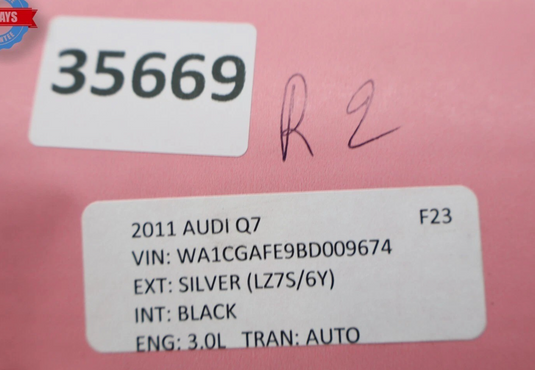 DAYS
35669
R 2
2011 AUDI Q7 F23
VIN: WA1CGAFE9BD009674
EXT: SILVER (LZ7S/6Y)
INT: BLACK
ENG: 3.0L TRAN: AUTO